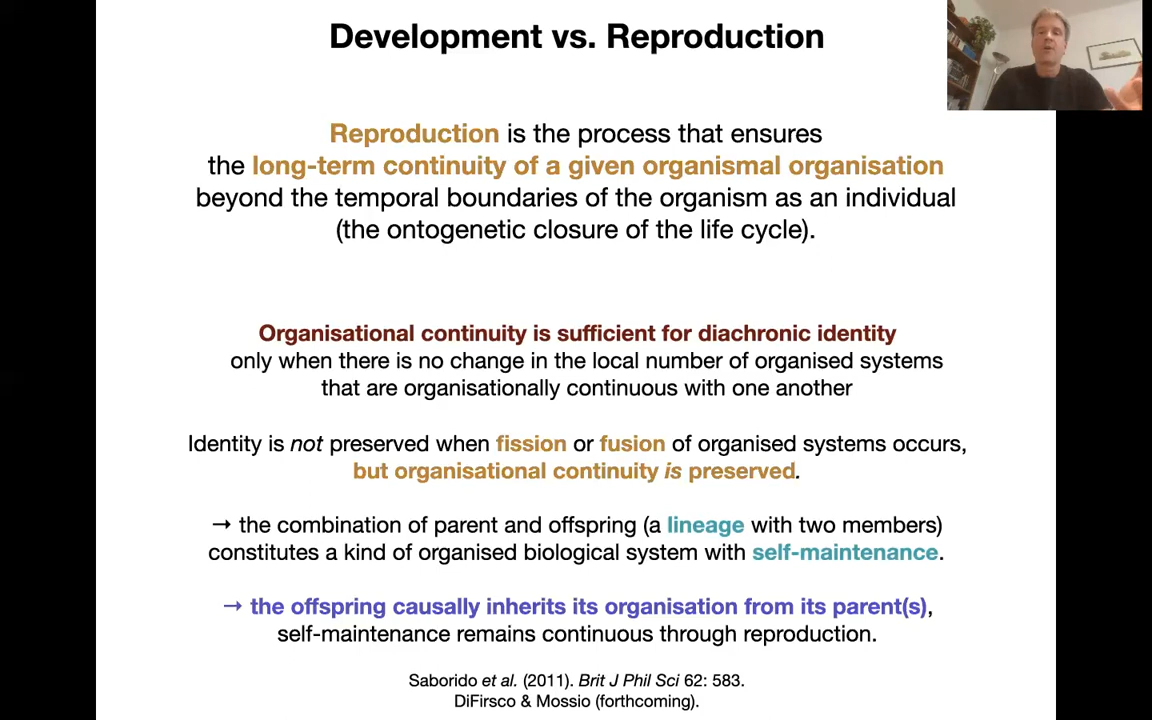 Development vs. Reproduction
Reproduction is the process that ensures
the long-term continuity of a given organismal organisation
beyond the temporal boundaries of the organism as an individual
(the ontogenetic closure of the life cycle).
Organisational continuity is sufficient for diachronic identity
only when there is no change in the local number of organised systems
that are organisationally continuous with one another
Identity is not preserved when fission or fusion of organised systems occurs,
but organisational continuity is preserved.
→ the combination of parent and offspring (a lineage with two members)
constitutes a kind of organised biological system with self-maintenance.
→ the offspring causally inherits its organisation from its parent(s),
self-maintenance remains continuous through reproduction.
Saborido et al. (2011). Brit J Phil Sci 62: 583.
DiFirsco & Mossio (forthcoming).